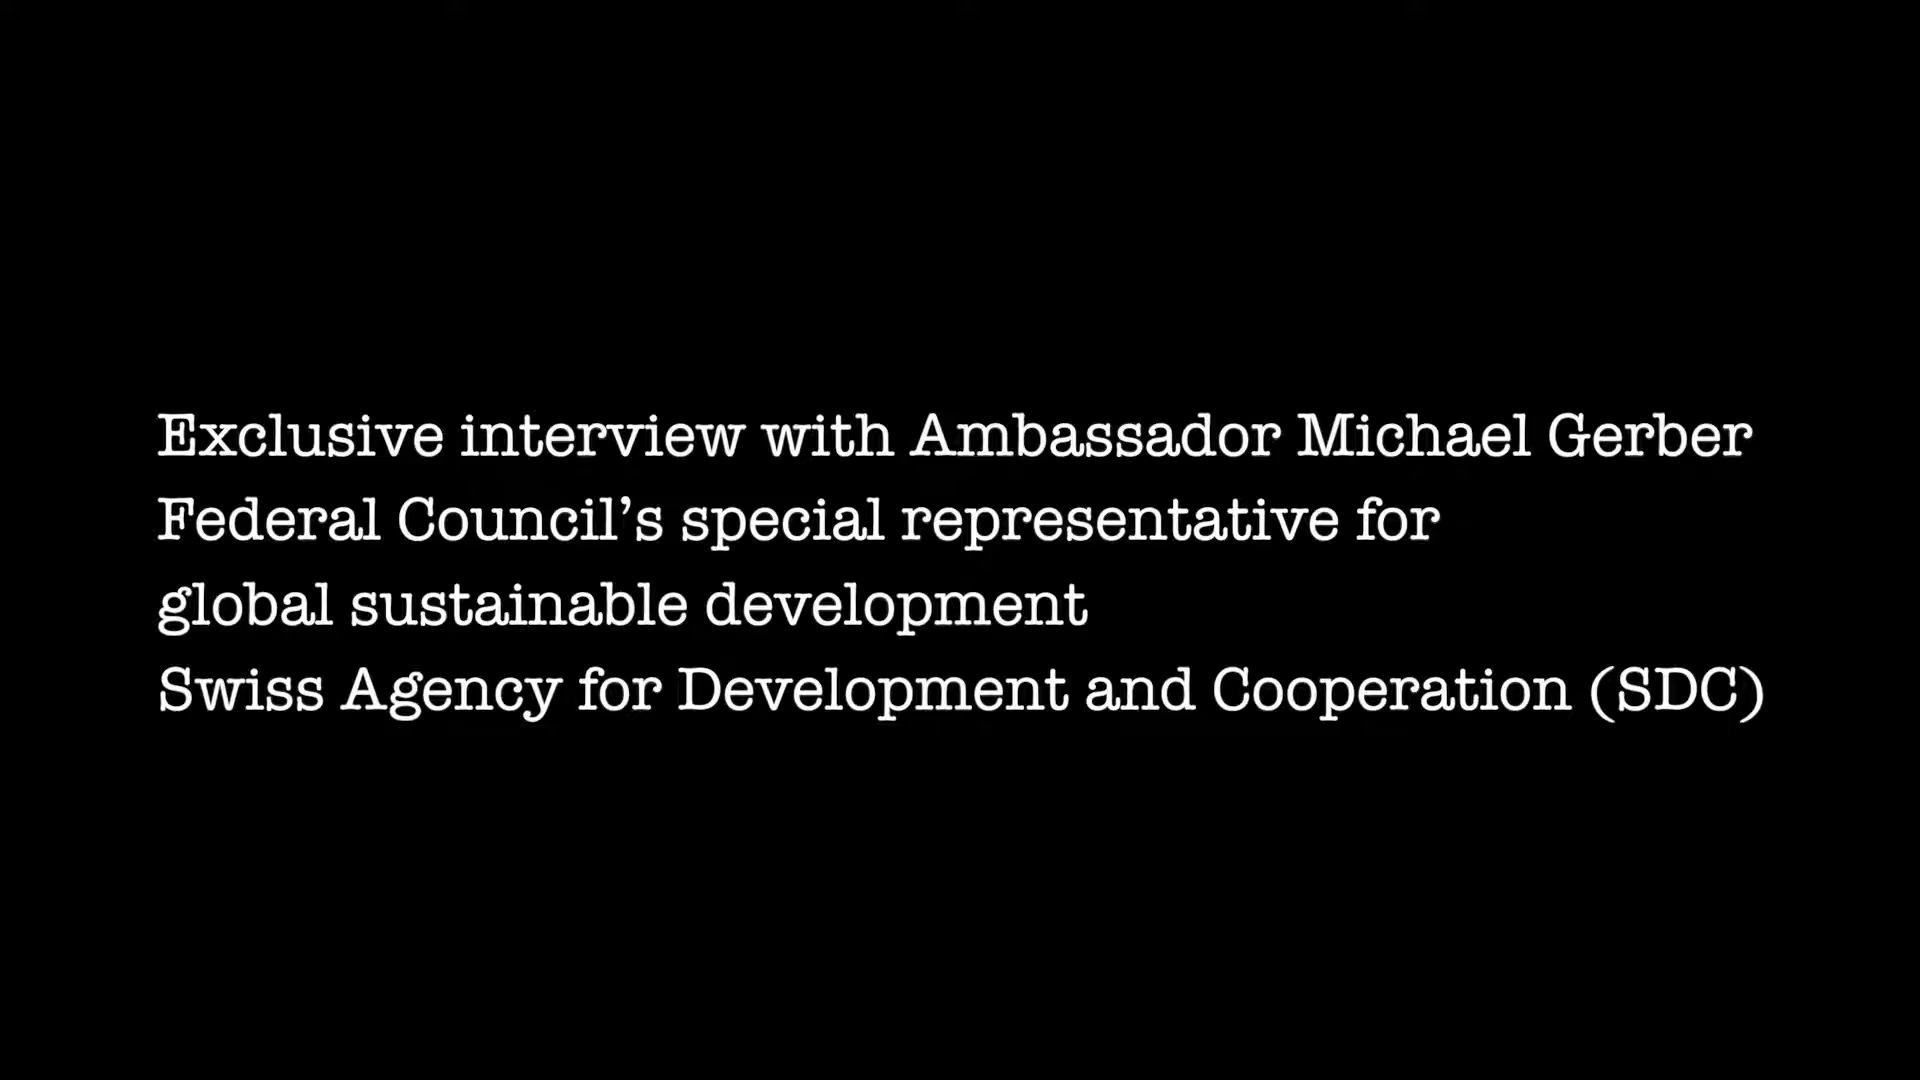 Exclusive interview with Ambassador Michael Gerber
Federal Council’s special representative for
global sustainable development
Swiss Agency for Development and Cooperation (SDC)